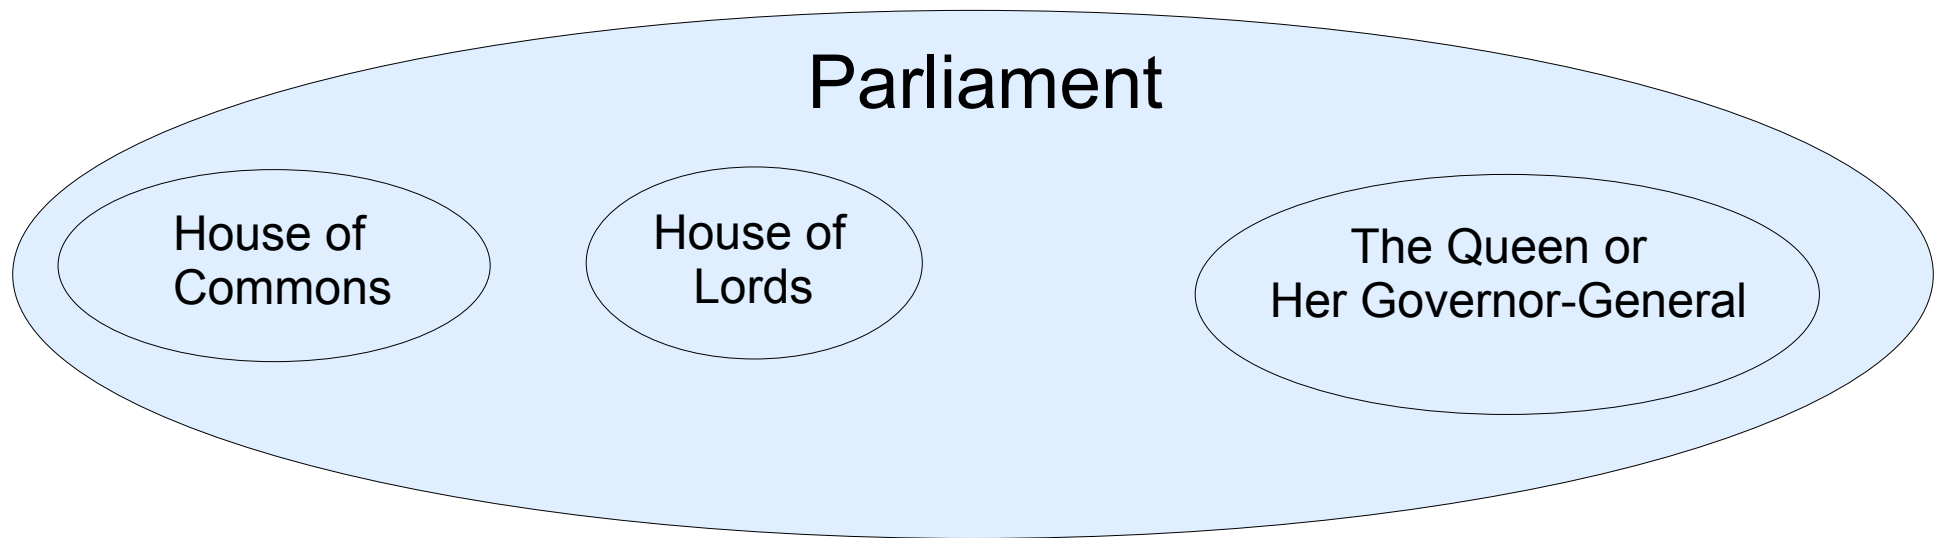 Parliament
House of
Commons
House of
Lords
The Queen or
Her Governor-General